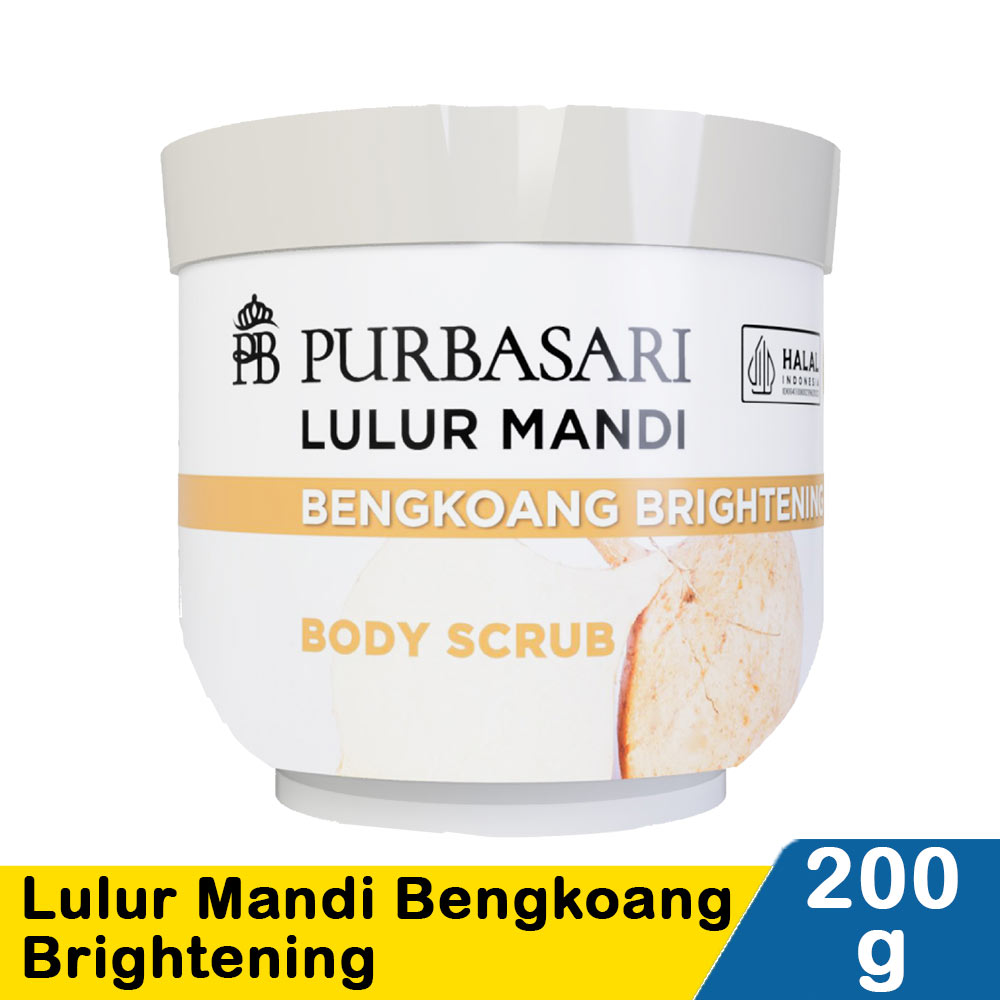 PB PURBASARI
LULUR MANDI
HALAL
INDONESIA
BENGKOANG BRIGHTENING
BODY SCRUB
Lulur Mandi Bengkoang
Brightening
200
g